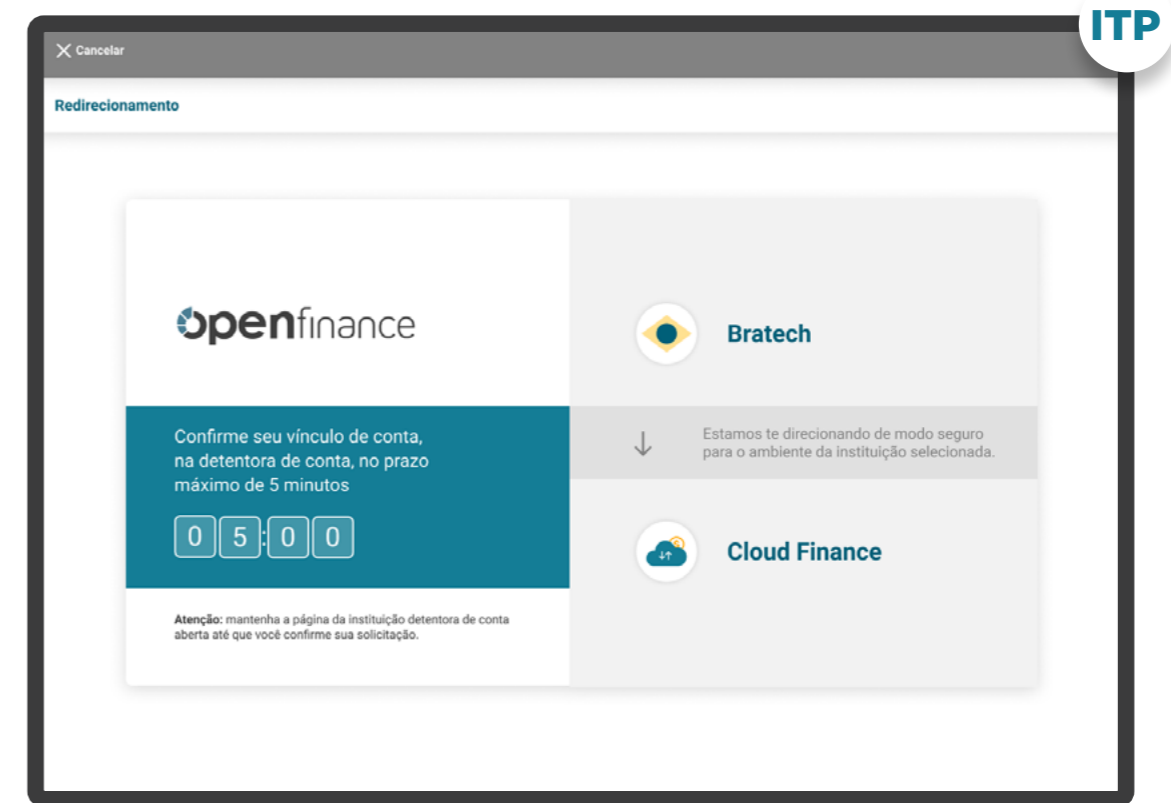 ITP
Cancelar
Redirecionamento
openfinance
Bratech
Confirme seu vínculo de conta,
na detentora de conta, no prazo
máximo de 5 minutos
05:00
Estamos te direcionando de modo seguro
para o ambiente da instituição selecionada.
Cloud Finance
Atenção: mantenha a página da instituição detentora de conta
aberta até que você confirme sua solicitação.